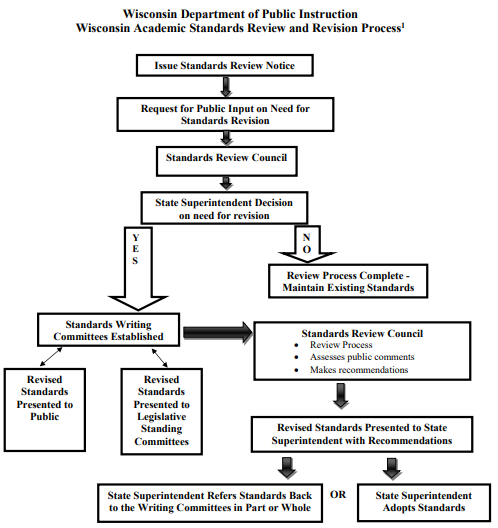 Wisconsin Department of Public Instruction
Wisconsin Academic Standards Review and Revision Process¹
Issue Standards Review Notice
Request for Public Input on Need for
Standards Revision
Standards Review Council
State Superintendent Decision
on need for revision
Y
E
S
N
O
Review Process Complete -
Maintain Existing Standards
Standards Writing
Committees Established
Standards Review Council
• Review Process
• Assesses public comments
• Makes recommendations
Revised
Standards
Presented to
Public
Revised
Standards
Presented to
Legislative
Standing
Committees
Revised Standards Presented to State
Superintendent with Recommendations
State Superintendent Refers Standards Back
to the Writing Committees in Part or Whole
OR
State Superintendent
Adopts Standards